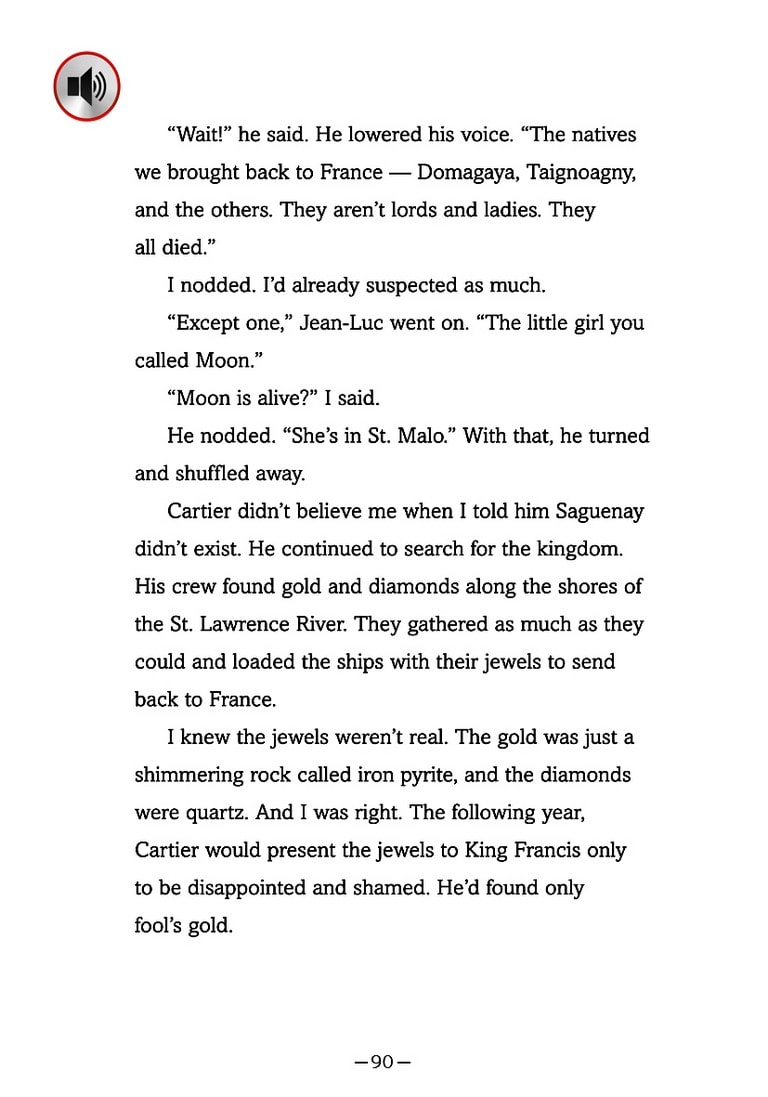 “Wait!” he said. He lowered his voice. “The natives
we brought back to France — Domagaya, Taignoagny,
and the others. They aren’t lords and ladies. They
all died.”
I nodded. I’d already suspected as much.
“Except one,” Jean-Luc went on. “The little girl you
called Moon.”
“Moon is alive?” I said.
He nodded. “She’s in St. Malo.” With that, he turned
and shuffled away.
Cartier didn’t believe me when I told him Saguenay
didn’t exist. He continued to search for the kingdom.
His crew found gold and diamonds along the shores of
the St. Lawrence River. They gathered as much as they
could and loaded the ships with their jewels to send
back to France.
I knew the jewels weren’t real. The gold was just a
shimmering rock called iron pyrite, and the diamonds
were quartz. And I was right. The following year,
Cartier would present the jewels to King Francis only
to be disappointed and shamed. He’d found only
fool’s gold.
—90—